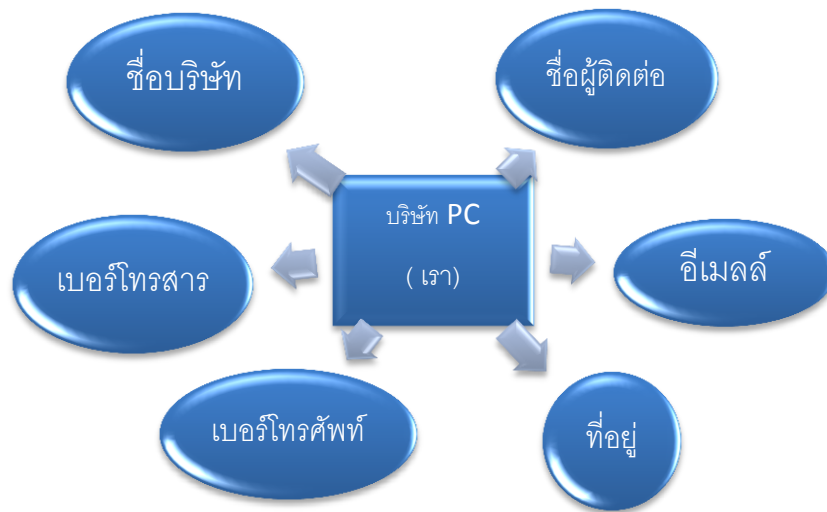 ชื่อบริษัท
ชื่อผู้ติดต่อ
บริษัท PC
( เรา)
เบอร์โทรสาร
อีเมลล์
เบอร์โทรศัพท์
ที่อยู่